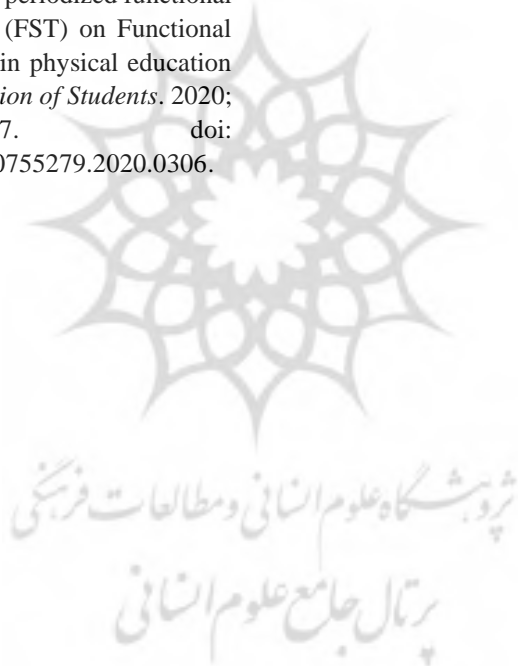 periodized functional
(FST) on Functional
in physical education
ion of Students. 2020;
7. doi:
0755279.2020.0306.
پژوهشگاه علوم انسانی و مطالعات فرهنگی
پرتال جامع علوم انسانی